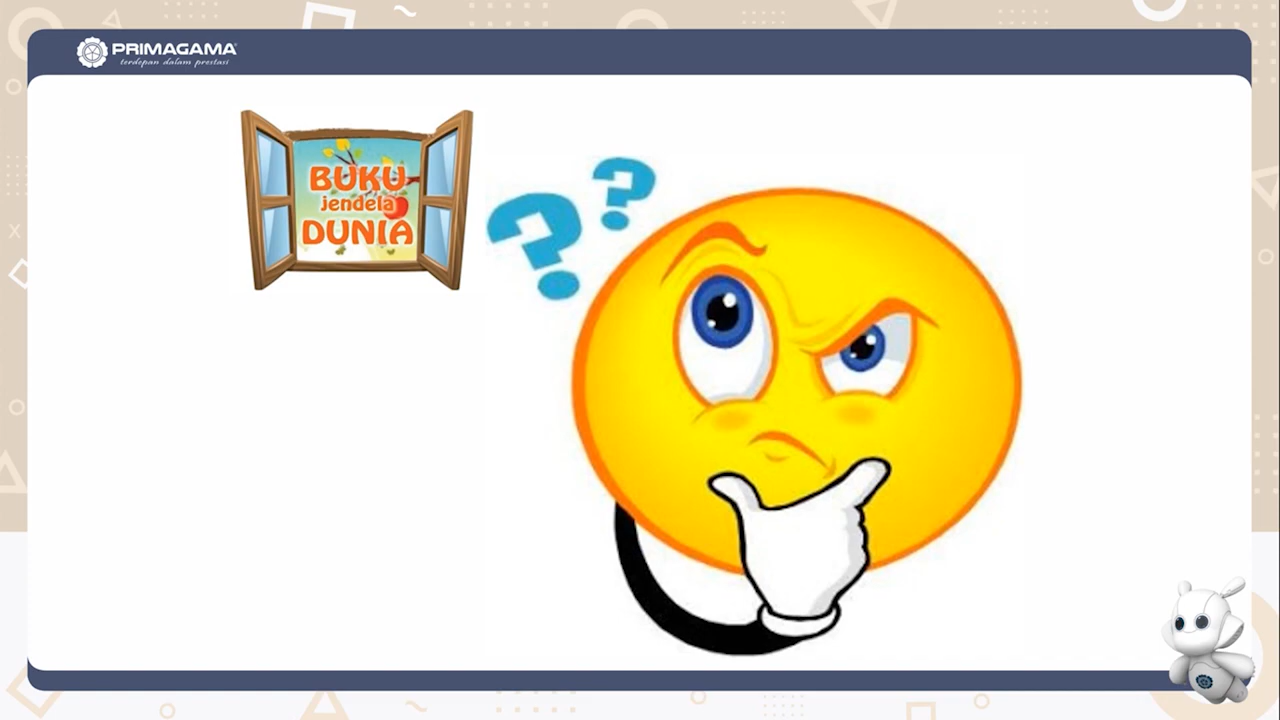 PRIMAGAMA
terdepan dalam prestasi
BUKU
jendela
DUNIA
? ?